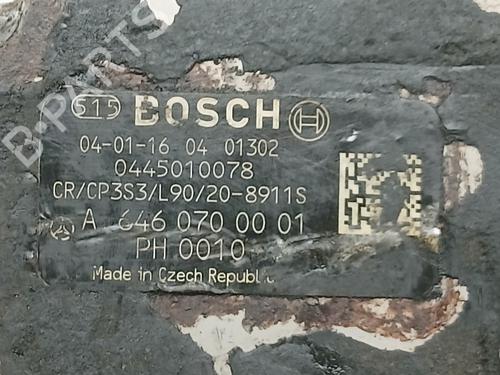 515 BOSCH
04-01-16 04 01302
0445010078
CR/CP3S3/L90/20-8911S
A 646 070 00 01
PH 0010
Made in Czech Republic
B-PARTS